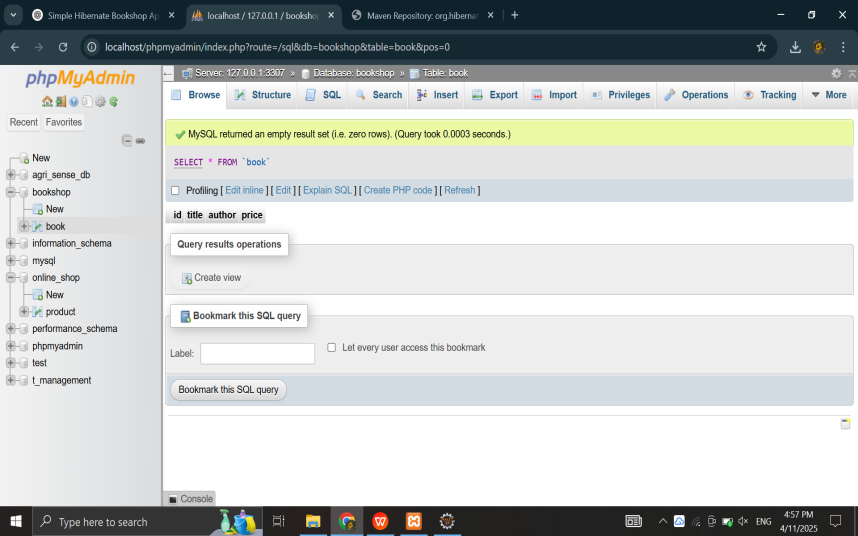 Simple Hibernate Bookshop Ap
localhost / 127.0.0.1 / booksho
Maven Repository: org.hibernat
localhost/phpmyadmin/index.php?route=/sql&db=bookshop&table=book&pos=0
phpMyAdmin
Recent Favorites
New
agri_sense_db
bookshop
New
book
information_schema
mysql
online_shop
New
product
performance_schema
phpmyadmin
test
t_management
Server: 127.0.0.1:3307 » Database: bookshop » Table: book
Browse Structure SQL Search Insert Export Import Privileges Operations Tracking More
MySQL returned an empty result set (i.e. zero rows). (Query took 0.0003 seconds.)
SELECT * FROM `book`
Profiling [ Edit inline ] [ Edit ] [ Explain SQL ] [ Create PHP code ] [ Refresh ]
id title author price
Query results operations
Create view
Bookmark this SQL query
Label: Let every user access this bookmark
Bookmark this SQL query
Console
Type here to search
ENG
4:57 PM
4/11/2025